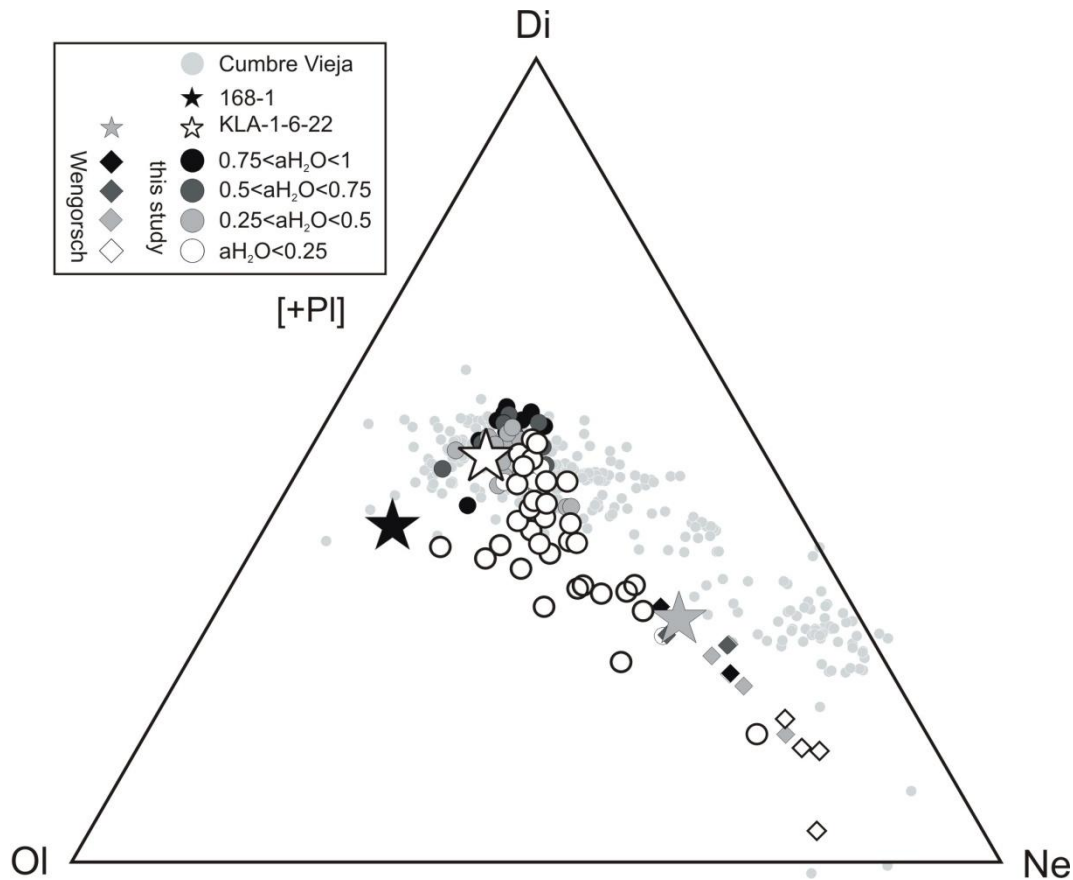 Di
Cumbre Vieja
168-1
KLA-1-6-22
0.75<aH₂O<1
0.5<aH₂O<0.75
0.25<aH₂O<0.5
aH₂O<0.25
Wengorsch
this study
[+Pl]
Ol
Ne